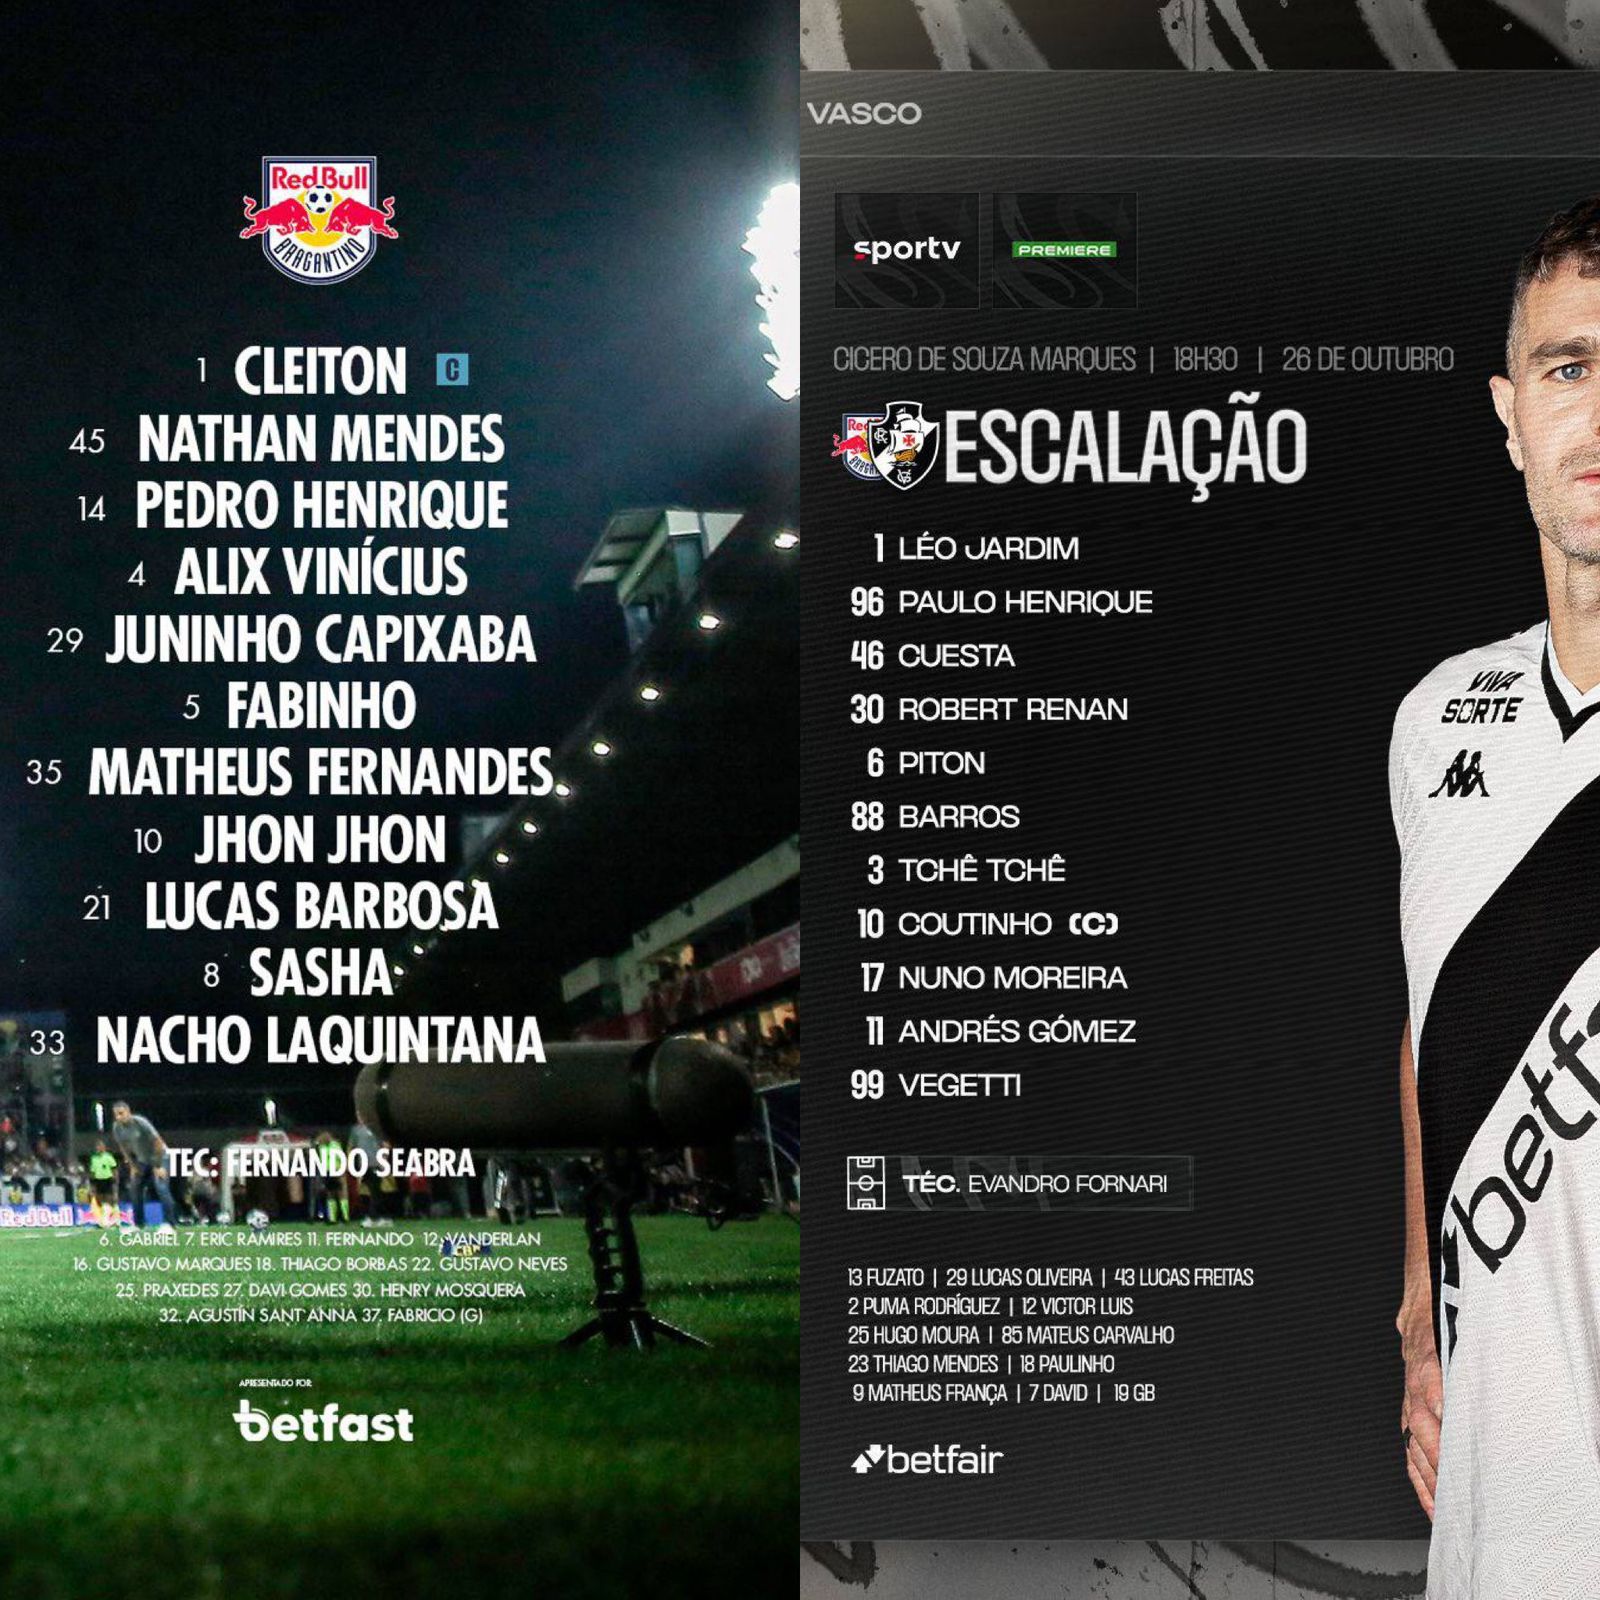 Red Bull
BRAGANTINO
1 CLEITON C
45 NATHAN MENDES
14 PEDRO HENRIQUE
4 ALIX VINÍCIUS
29 JUNINHO CAPIXABA
5 FABINHO
35 MATHEUS FERNANDES
10 JHON JHON
21 LUCAS BARBOSA
8 SASHA
33 NACHO LAQUINTANA
TEC: FERNANDO SEABRA
Red Bull
6. GABRIEL 7. ERIC RAMIRES 11. FERNANDO 12. VANDERLAN
16. GUSTAVO MARQUES 18. THIAGO BORBAS 22. GUSTAVO NEVES
25. PRAXEDES 27. DAVI GOMES 30. HENRY MOSQUERA
32. AGUSTÍN SANT'ANNA 37. FABRICIO (G)
APRESENTADO POR:
betfast
VASCO
sportv
PREMIERE
CICERO DE SOUZA MARQUES | 18H30 | 26 DE OUTUBRO
ESCALAÇÃO
1 LÉO JARDIM
96 PAULO HENRIQUE
46 CUESTA
30 ROBERT RENAN
6 PITON
88 BARROS
3 TCHÊ TCHÊ
10 COUTINHO (C)
17 NUNO MOREIRA
11 ANDRÉS GÓMEZ
99 VEGETTI
TÉC. EVANDRO FORNARI
13 FUZATO | 29 LUCAS OLIVEIRA | 43 LUCAS FREITAS
2 PUMA RODRÍGUEZ | 12 VICTOR LUIS
25 HUGO MOURA | 85 MATEUS CARVALHO
23 THIAGO MENDES | 18 PAULINHO
9 MATHEUS FRANÇA | 7 DAVID | 19 GB
betfair
VIVA
SORTE
betf